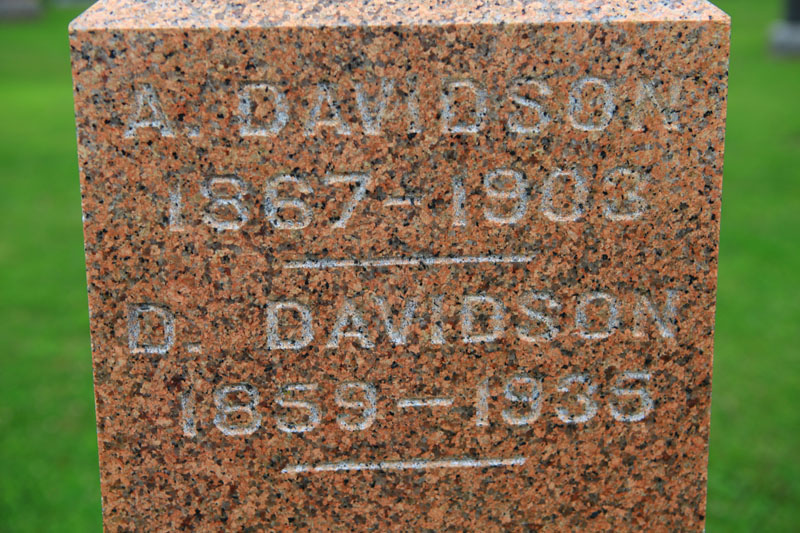 A. DAVIDSON
1867-1903
D. DAVIDSON
1859-1935